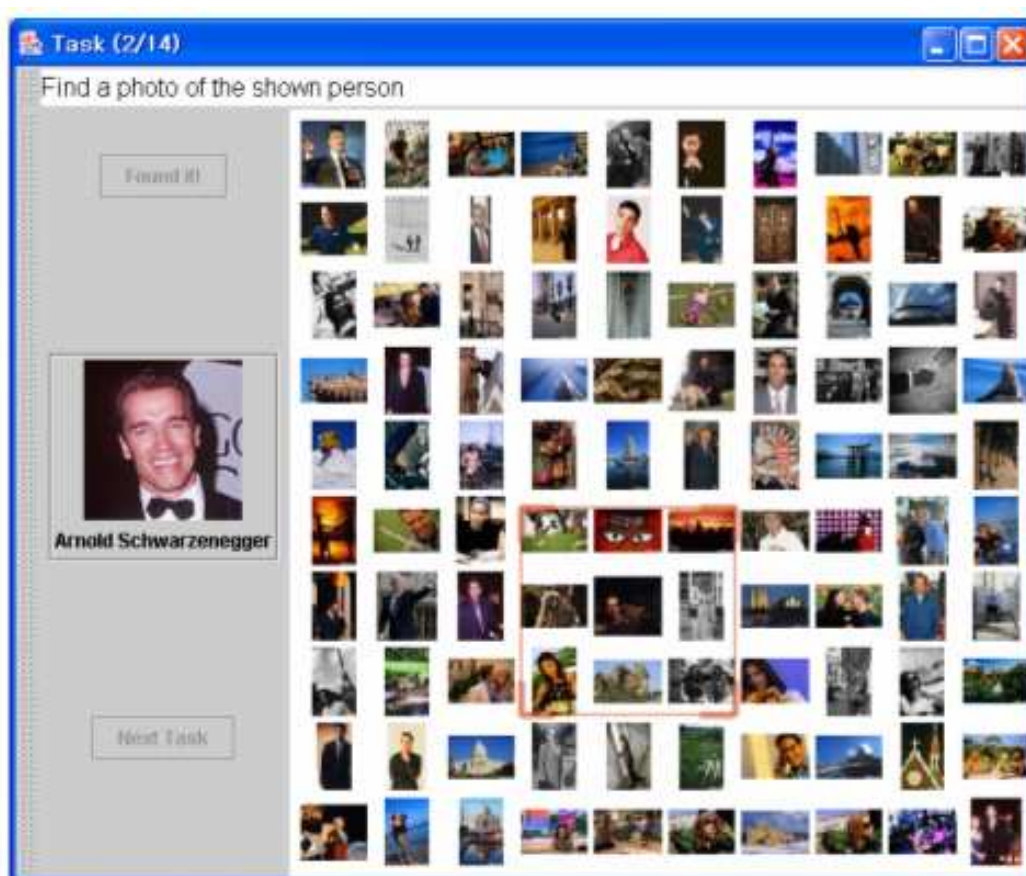 Task (2/14)
Find a photo of the shown person
Found it!
Arnold Schwarzenegger
Next Task